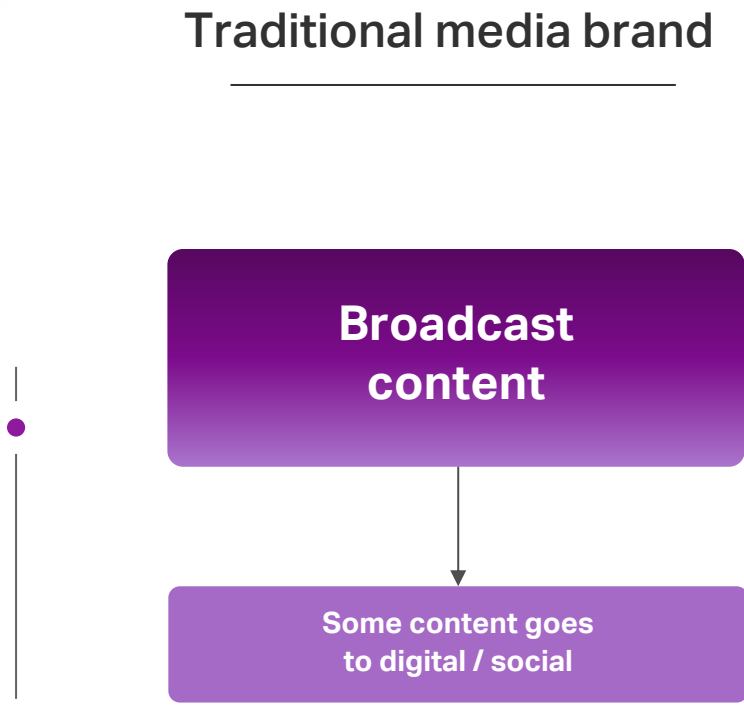 Traditional media brand
Broadcast
content
Some content goes
to digital / social